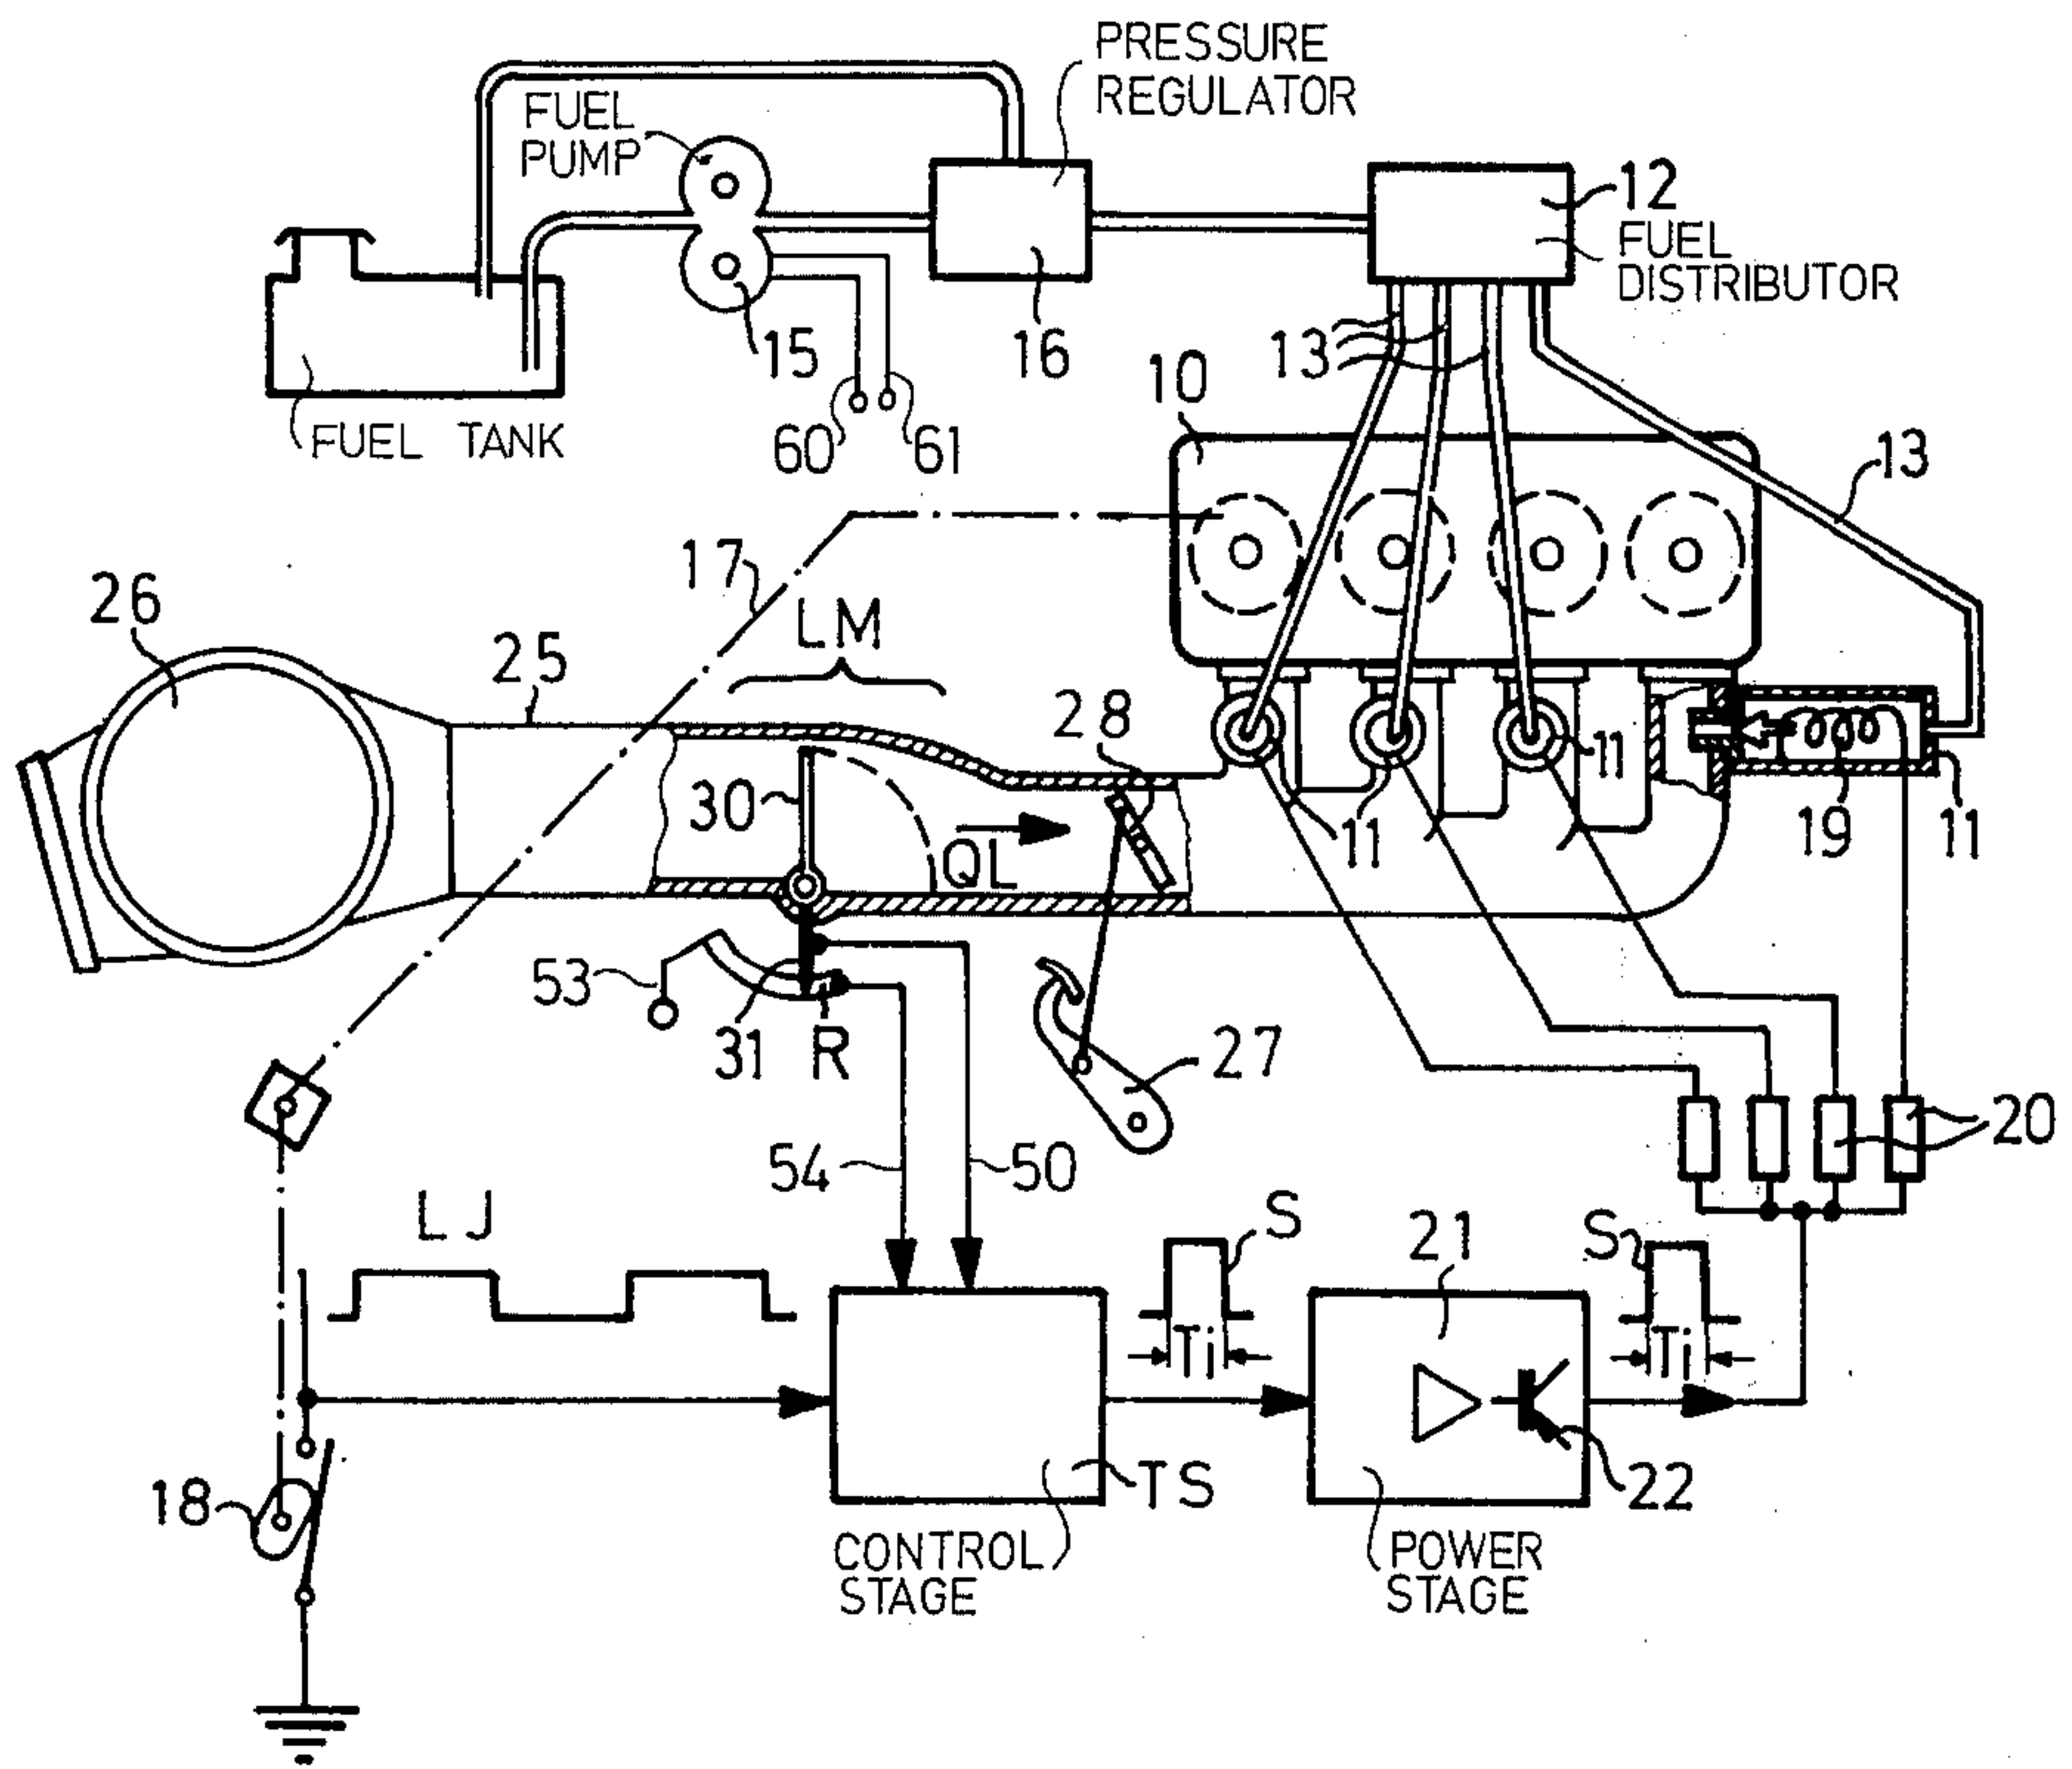 PRESSURE
REGULATOR
FUEL
PUMP
12
FUEL
DISTRIBUTOR
15
16
13
10
FUEL TANK
60
61
13
17
26
LM
25
28
30
11
QL
11
19
11
53
31
R
27
54
50
20
LJ
S
21
S
Ti
Ti
18
TS
22
CONTROL
STAGE
POWER
STAGE